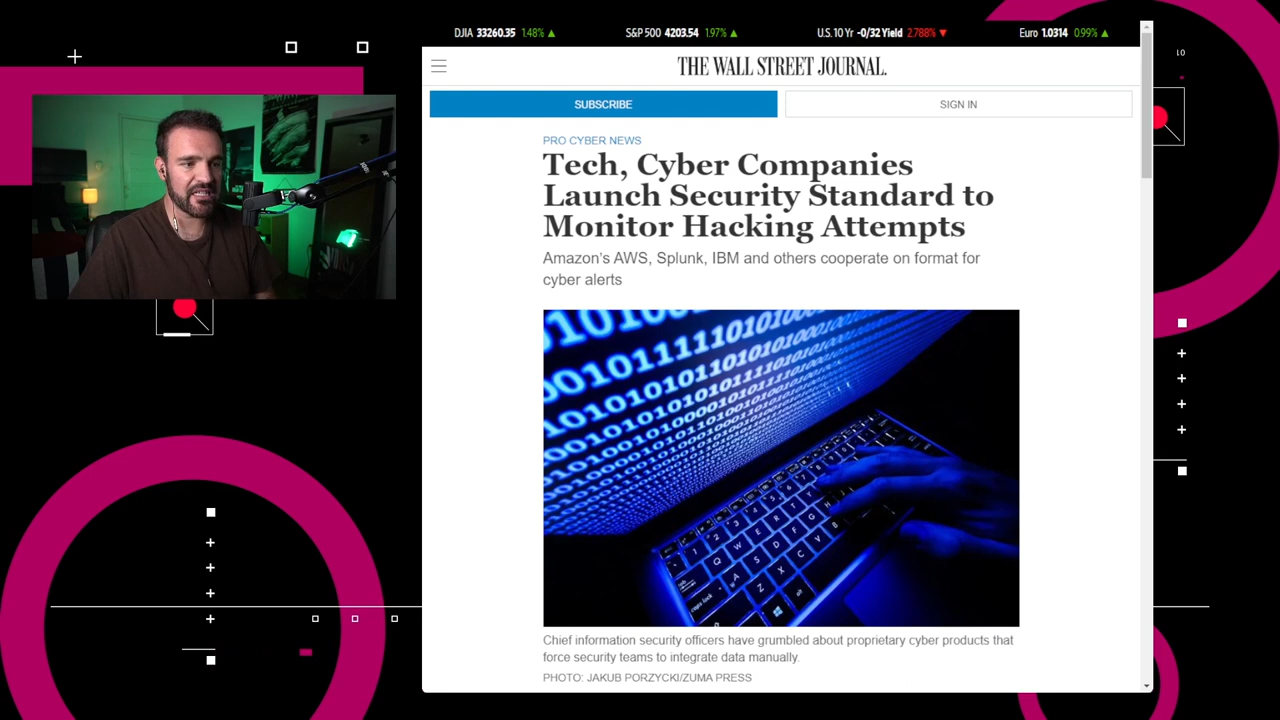 DJIA 33260.35 1.48% ▲ S&P 500 4203.54 1.97% ▲ U.S. 10 Yr -0/32 Yield 2.788% ▼ Euro 1.0314 0.99% ▲
THE WALL STREET JOURNAL.
SUBSCRIBE SIGN IN
PRO CYBER NEWS
Tech, Cyber Companies
Launch Security Standard to
Monitor Hacking Attempts
Amazon's AWS, Splunk, IBM and others cooperate on format for
cyber alerts
Chief information security officers have grumbled about proprietary cyber products that
force security teams to integrate data manually.
PHOTO: JAKUB PORZYCKI/ZUMA PRESS